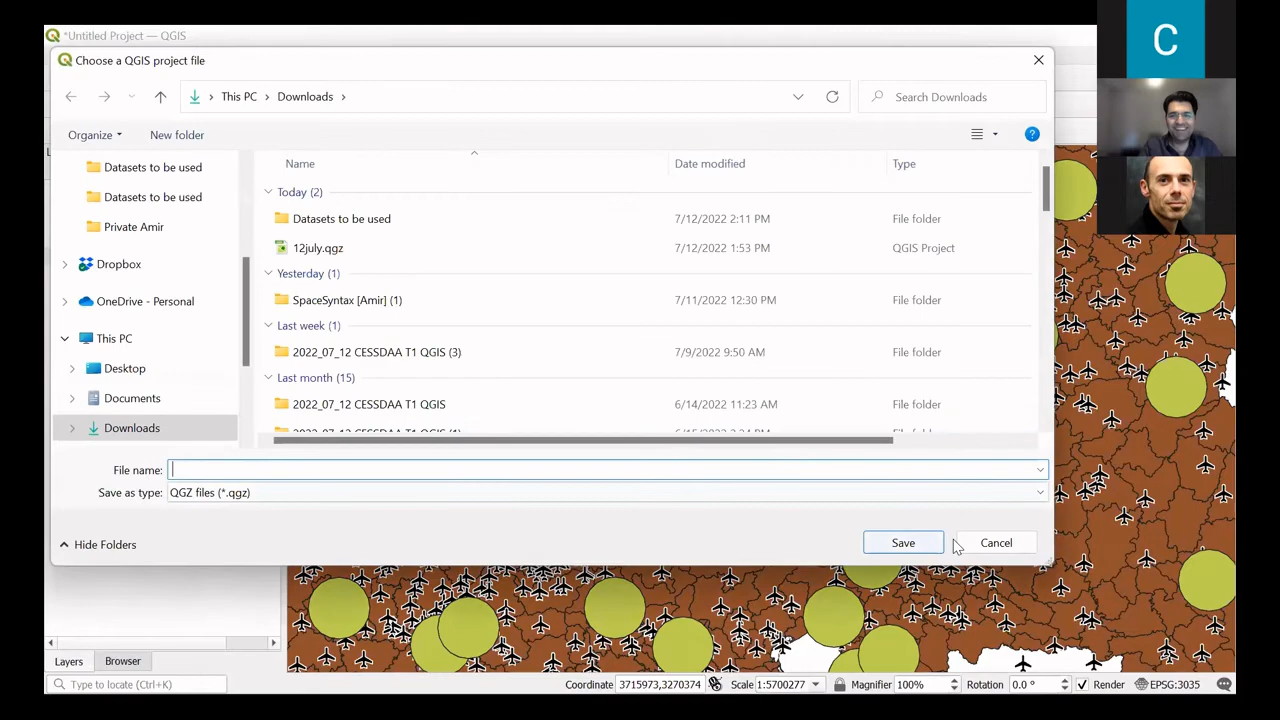 *Untitled Project — QGIS
C
Choose a QGIS project file
This PC > Downloads >
Search Downloads
Organize
New folder
Name
Date modified
Type
Datasets to be used
Datasets to be used
Private Amir
Dropbox
OneDrive - Personal
This PC
Desktop
Documents
Downloads
Today (2)
Datasets to be used 7/12/2022 2:11 PM File folder
12july.qgz 7/12/2022 1:53 PM QGIS Project
Yesterday (1)
SpaceSyntax [Amir] (1) 7/11/2022 12:30 PM File folder
Last week (1)
2022_07_12 CESSDAA T1 QGIS (3) 7/9/2022 9:50 AM File folder
Last month (15)
2022_07_12 CESSDAA T1 QGIS 6/14/2022 11:23 AM File folder
File name:
Save as type: QGZ files (*.qgz)
Hide Folders
Save
Cancel
Layers
Browser
Type to locate (Ctrl+K)
Coordinate 3715973,3270374 Scale 1:5700277 Magnifier 100% Rotation 0.0 ° Render EPSG:3035